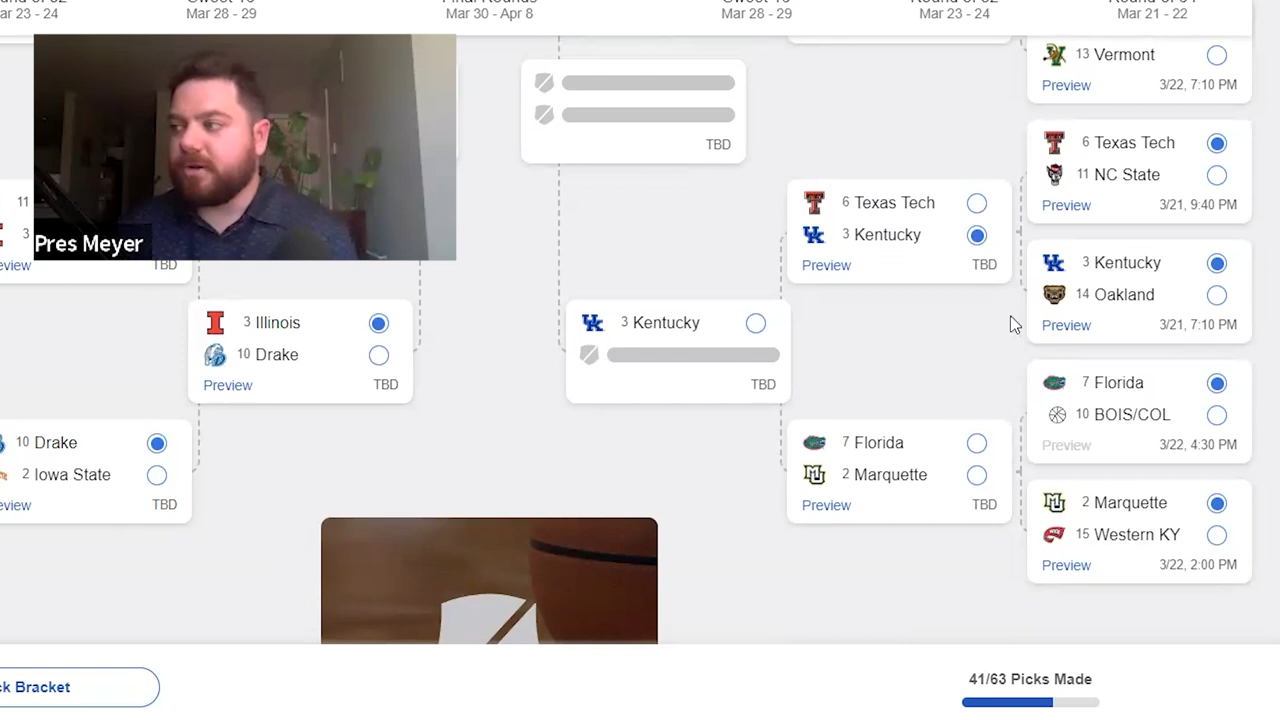 Mar 23 - 24
Mar 28 - 29
Mar 30 - Apr 8
Mar 28 - 29
Mar 23 - 24
Mar 21 - 22
13 Vermont
Preview 3/22, 7:10 PM
TBD
6 Texas Tech
11 NC State
Preview 3/21, 9:40 PM
6 Texas Tech
3 Kentucky
Preview TBD
11
3
Pres Meyer
TBD
3 Kentucky
14 Oakland
Preview 3/21, 7:10 PM
3 Illinois
10 Drake
Preview TBD
3 Kentucky
TBD
7 Florida
10 BOIS/COL
Preview 3/22, 4:30 PM
10 Drake
2 Iowa State
TBD
7 Florida
2 Marquette
Preview TBD
2 Marquette
15 Western KY
Preview 3/22, 2:00 PM
Bracket
41/63 Picks Made